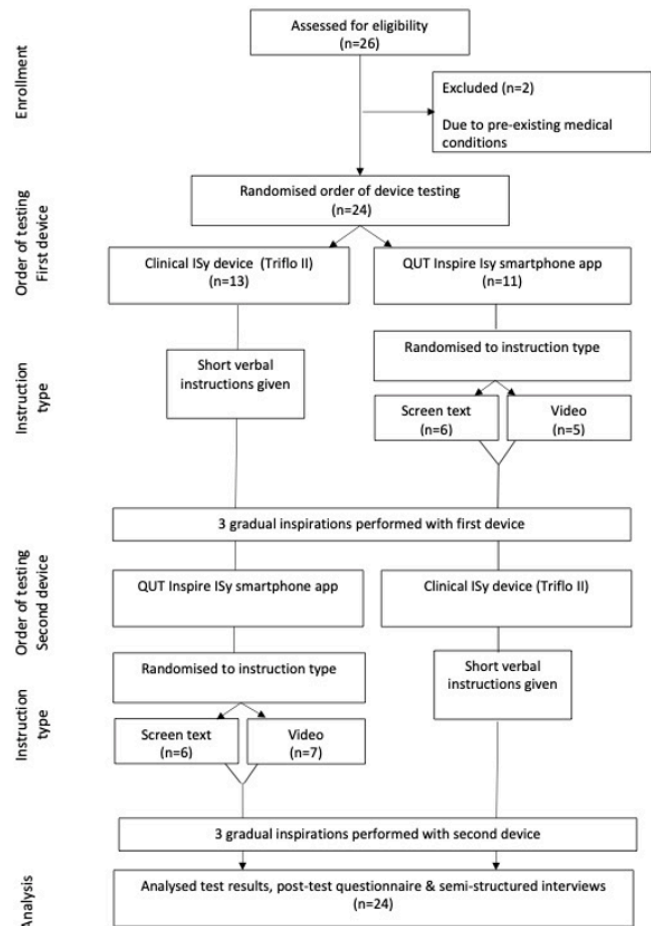 Enrollment
Assessed for eligibility
(n=26)
Excluded (n=2)
Due to pre-existing medical
conditions
Order of testing
First device
Randomised order of device testing
(n=24)
Clinical ISy device (Triflo II)
(n=13)
QUT Inspire Isy smartphone app
(n=11)
Instruction
type
Short verbal
instructions given
Randomised to instruction type
Screen text
(n=6)
Video
(n=5)
3 gradual inspirations performed with first device
Order of testing
Second device
QUT Inspire ISy smartphone app
Clinical ISy device (Triflo II)
Instruction
type
Randomised to instruction type
Short verbal
instructions given
Screen text
(n=6)
Video
(n=7)
3 gradual inspirations performed with second device
Analysis
Analysed test results, post-test questionnaire & semi-structured interviews
(n=24)